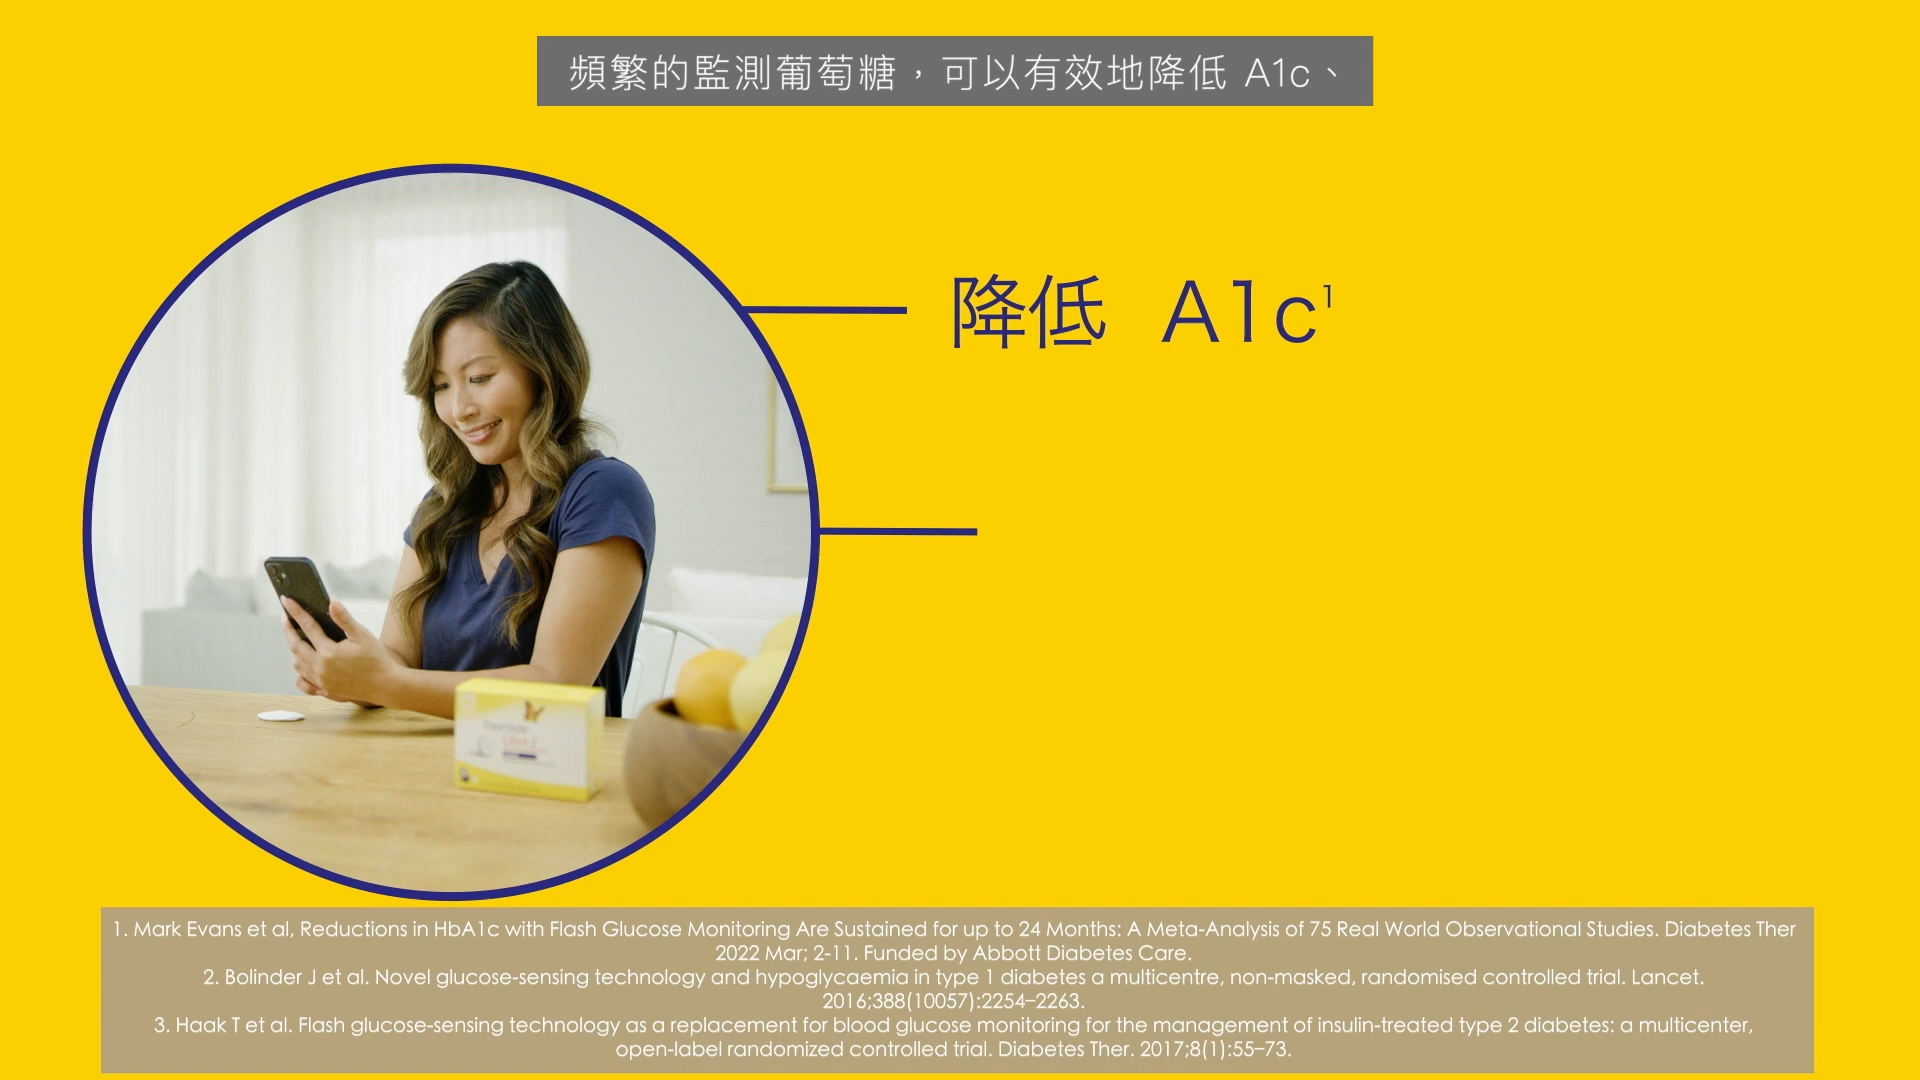 頻繁的監測葡萄糖，可以有效地降低 A1c、
降低 A1c¹
FreeStyle
Libre 2
1. Mark Evans et al, Reductions in HbA1c with Flash Glucose Monitoring Are Sustained for up to 24 Months: A Meta-Analysis of 75 Real World Observational Studies. Diabetes Ther
2022 Mar; 2-11. Funded by Abbott Diabetes Care.
2. Bolinder J et al. Novel glucose-sensing technology and hypoglycaemia in type 1 diabetes a multicentre, non-masked, randomised controlled trial. Lancet.
2016;388(10057):2254–2263.
3. Haak T et al. Flash glucose-sensing technology as a replacement for blood glucose monitoring for the management of insulin-treated type 2 diabetes: a multicenter,
open-label randomized controlled trial. Diabetes Ther. 2017;8(1):55–73.